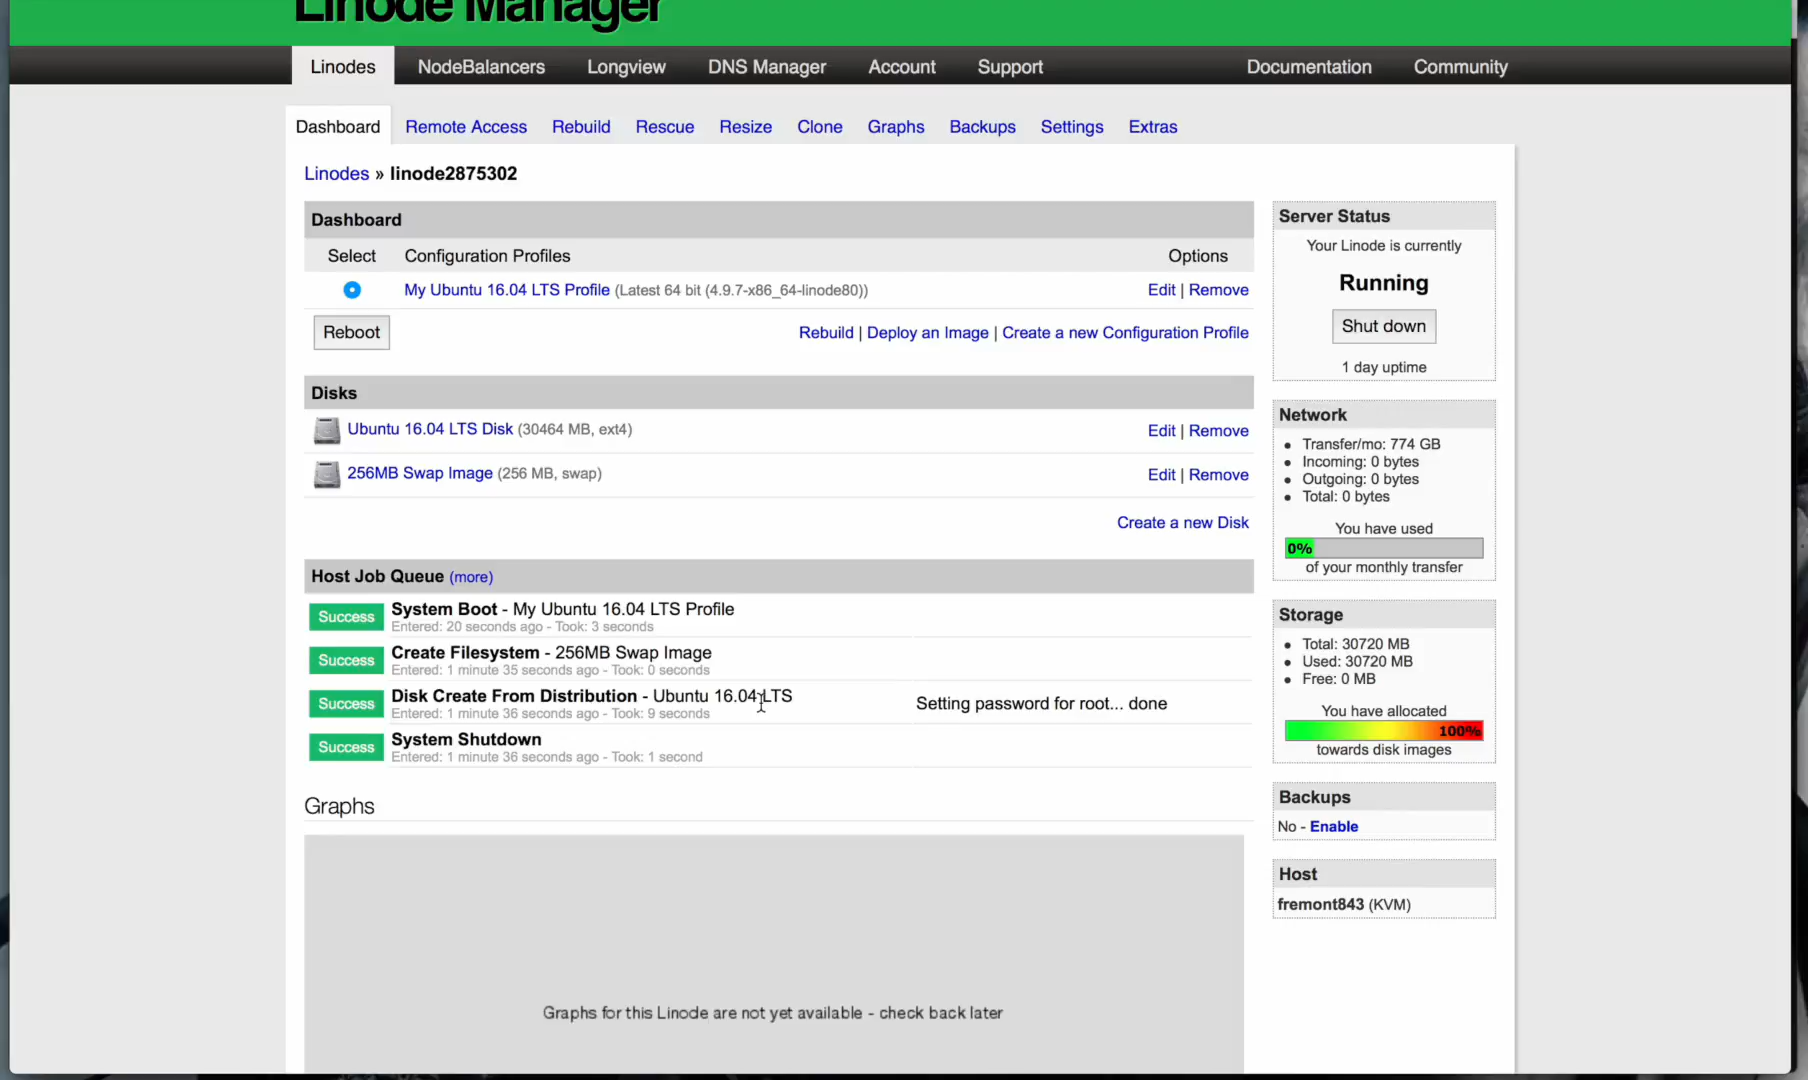 Linode Manager
Linodes NodeBalancers Longview DNS Manager Account Support Documentation Community
Dashboard Remote Access Rebuild Rescue Resize Clone Graphs Backups Settings Extras
Linodes » linode2875302
Dashboard
Select Configuration Profiles Options
My Ubuntu 16.04 LTS Profile (Latest 64 bit (4.9.7-x86_64-linode80)) Edit | Remove
Reboot Rebuild | Deploy an Image | Create a new Configuration Profile
Disks
Ubuntu 16.04 LTS Disk (30464 MB, ext4) Edit | Remove
256MB Swap Image (256 MB, swap) Edit | Remove
Create a new Disk
Host Job Queue (more)
Success System Boot - My Ubuntu 16.04 LTS Profile
Entered: 20 seconds ago - Took: 3 seconds
Success Create Filesystem - 256MB Swap Image
Entered: 1 minute 35 seconds ago - Took: 0 seconds
Success Disk Create From Distribution - Ubuntu 16.04 LTS Setting password for root... done
Entered: 1 minute 36 seconds ago - Took: 9 seconds
Success System Shutdown
Entered: 1 minute 36 seconds ago - Took: 1 second
Graphs
Graphs for this Linode are not yet available - check back later
Server Status
Your Linode is currently
Running
Shut down
1 day uptime
Network
Transfer/mo: 774 GB
Incoming: 0 bytes
Outgoing: 0 bytes
Total: 0 bytes
You have used
0%
of your monthly transfer
Storage
Total: 30720 MB
Used: 30720 MB
Free: 0 MB
You have allocated
100%
towards disk images
Backups
No - Enable
Host
fremont843 (KVM)